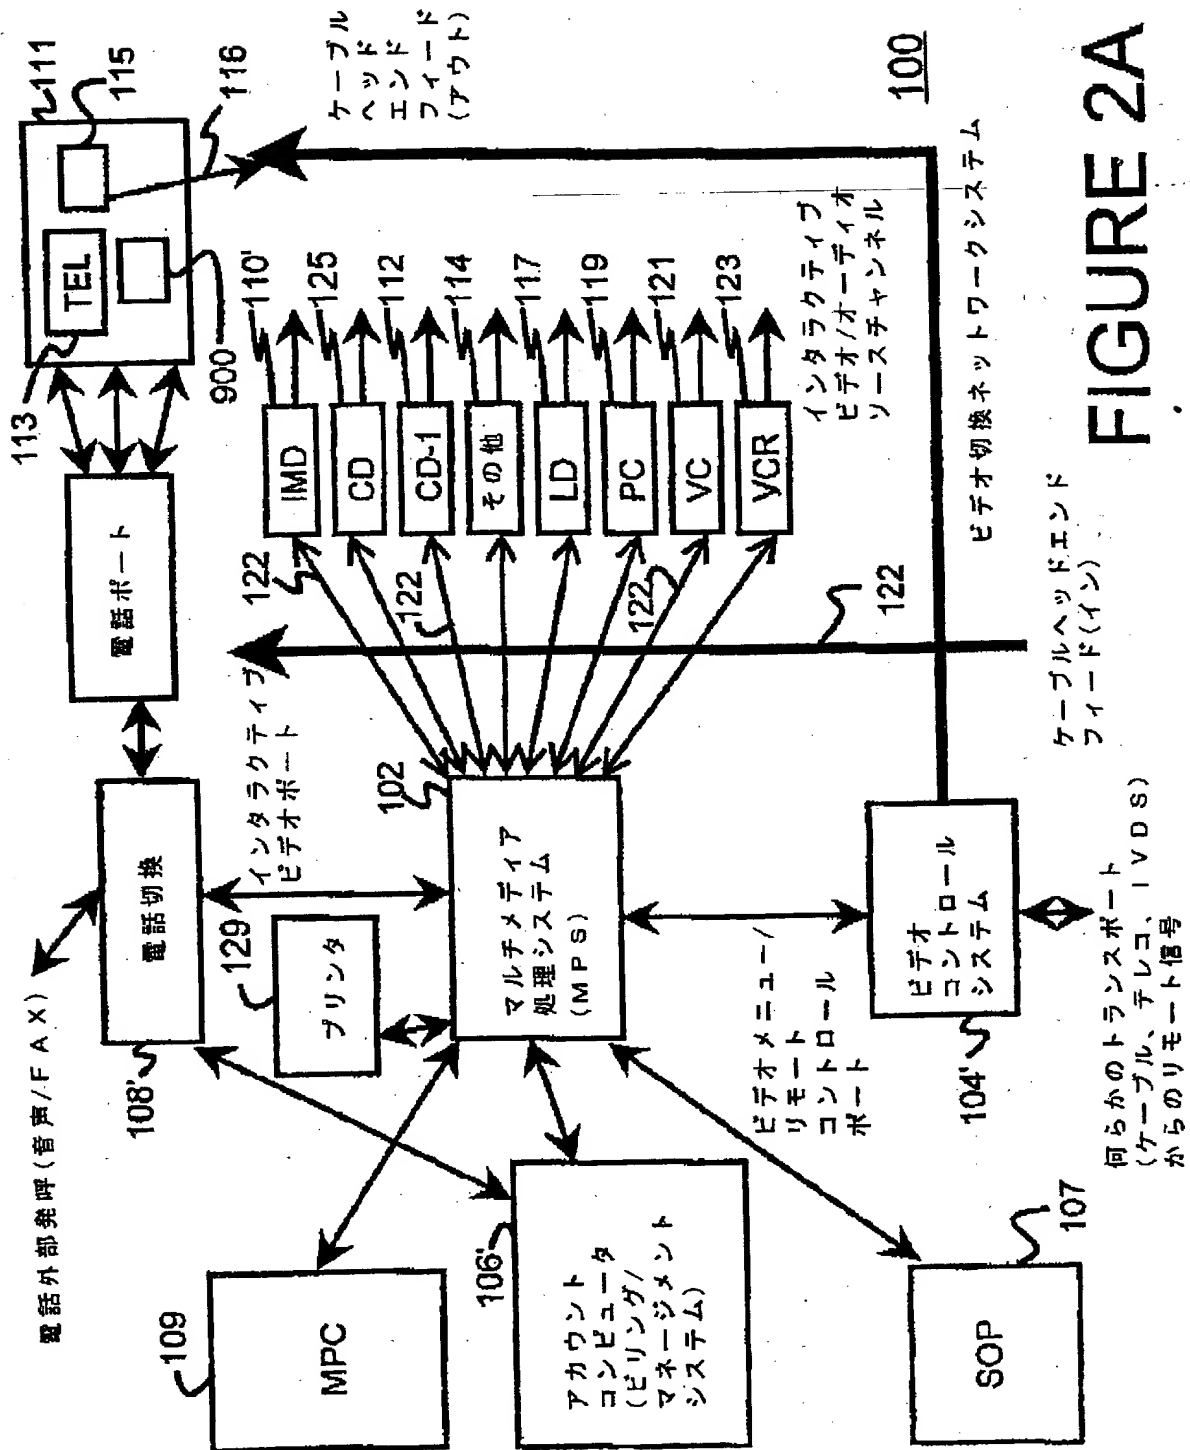 電話外部発呼(音声/FAX)
111
113
TEL
115
116
900
108'
電話切換
電話ポート
109
MPC
129
プリンタ
インタラクティブ
ビデオポート
ケーブル
ヘッド
エンド
フィード
(アウト)
122
IMD
110'
CD
125
CD-1
112
122
その他
114
LD
117
PC
119
122
VC
121
VCR
123
102
マルチメディア
処理システム
(MPS)
106'
アカウント
コンピュータ
(ビリング/
マネージメント
システム)
インタラクティブ
ビデオ/オーディオ
ソースチャンネル
ビデオメニュー/
リモート
コントロール
ポート
122
100
104'
ビデオ
コントロール
システム
ビデオ切換ネットワークシステム
SOP
107
ケーブルヘッドエンド
フィード(イン)
何らかのトランスポート
(ケーブル、テレコ、IVDS)
からのリモート信号
FIGURE 2A